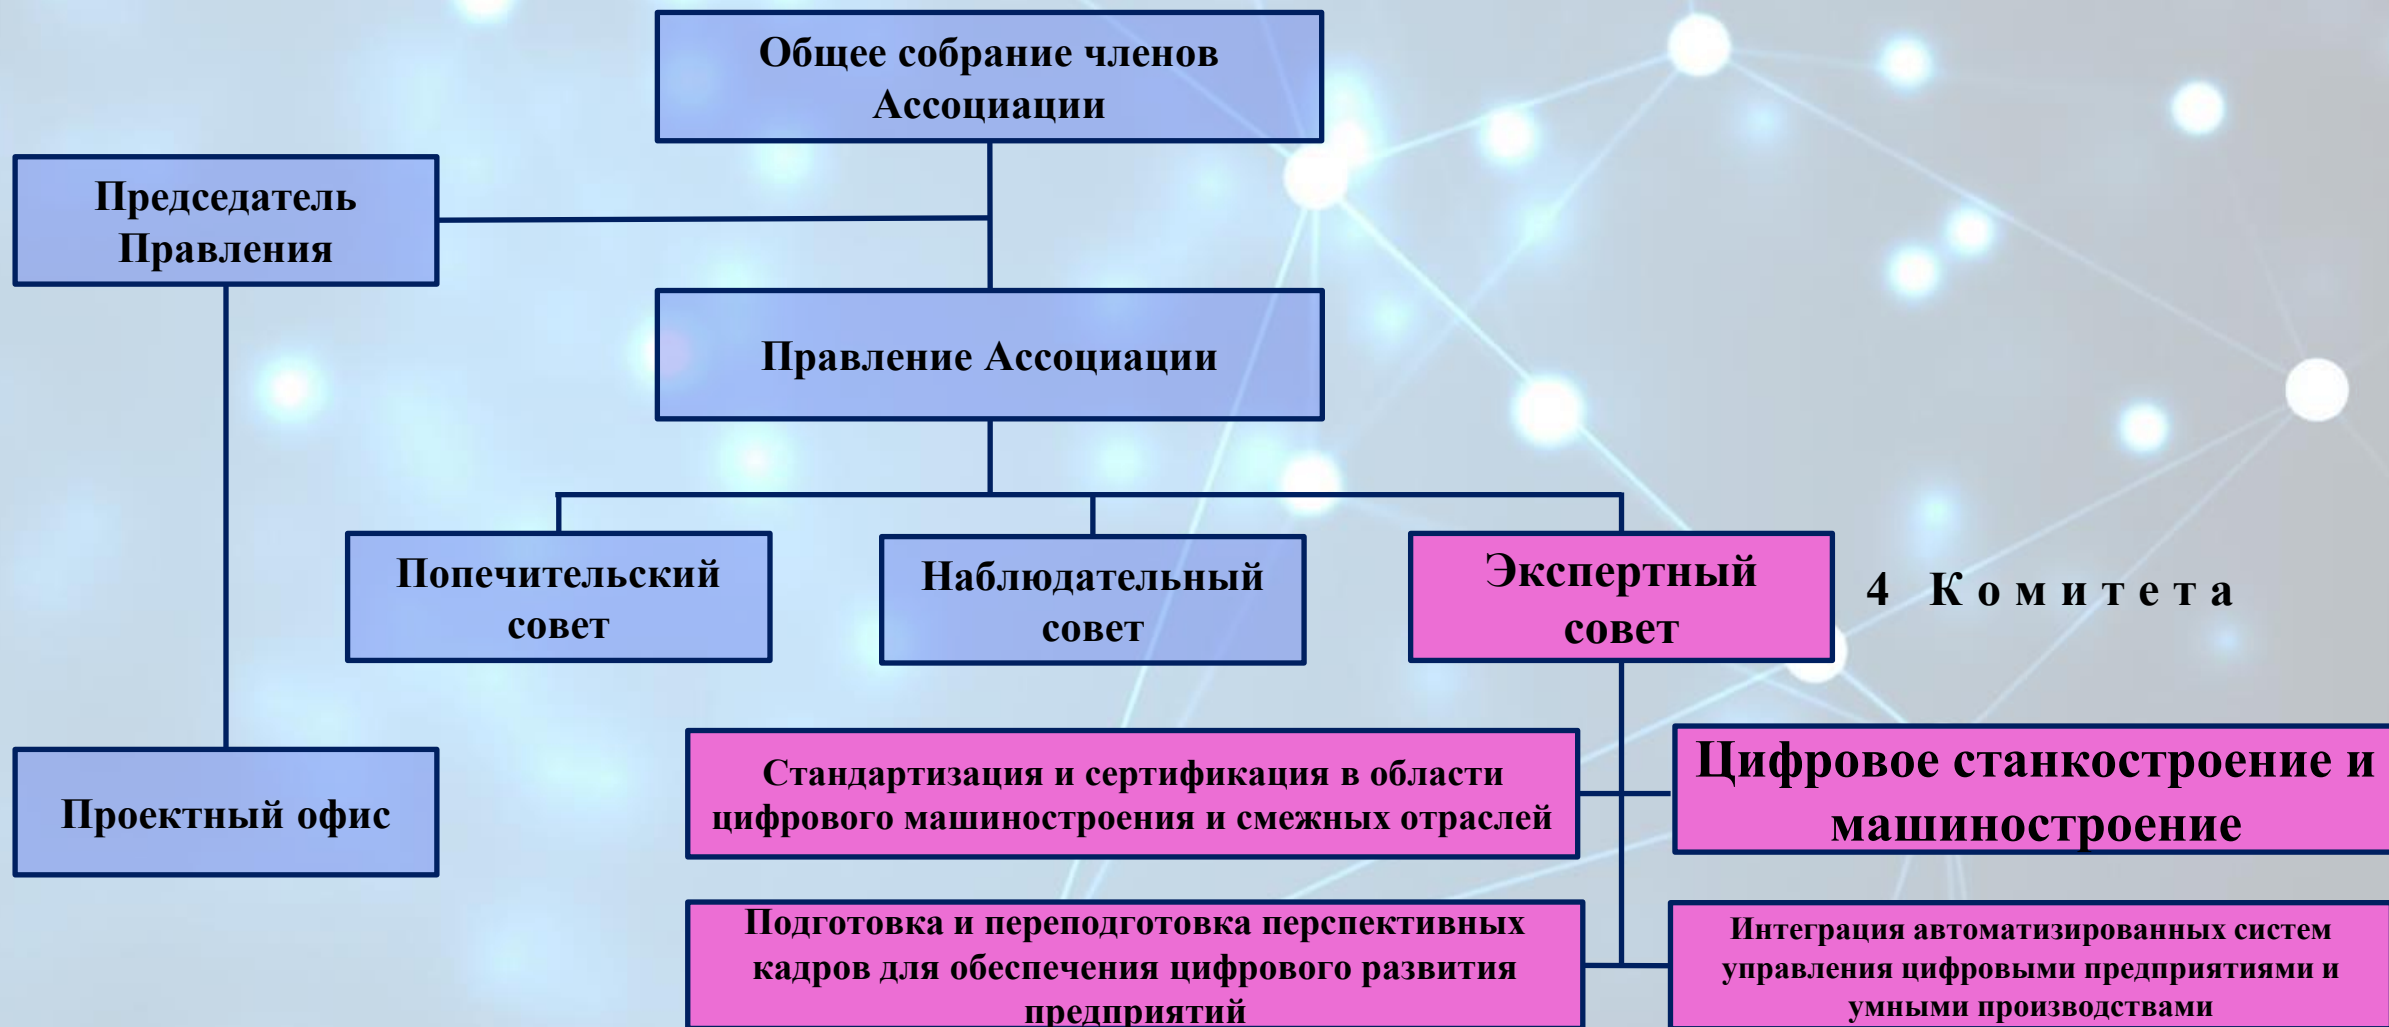 Общее собрание членов
Ассоциации
Председатель
Правления
Правление Ассоциации
Попечительский
совет
Наблюдательный
совет
Экспертный
совет
4 Комитета
Проектный офис
Стандартизация и сертификация в области
цифрового машиностроения и смежных отраслей
Цифровое станкостроение и
машиностроение
Подготовка и переподготовка перспективных
кадров для обеспечения цифрового развития
предприятий
Интеграция автоматизированных систем
управления цифровыми предприятиями и
умными производствами